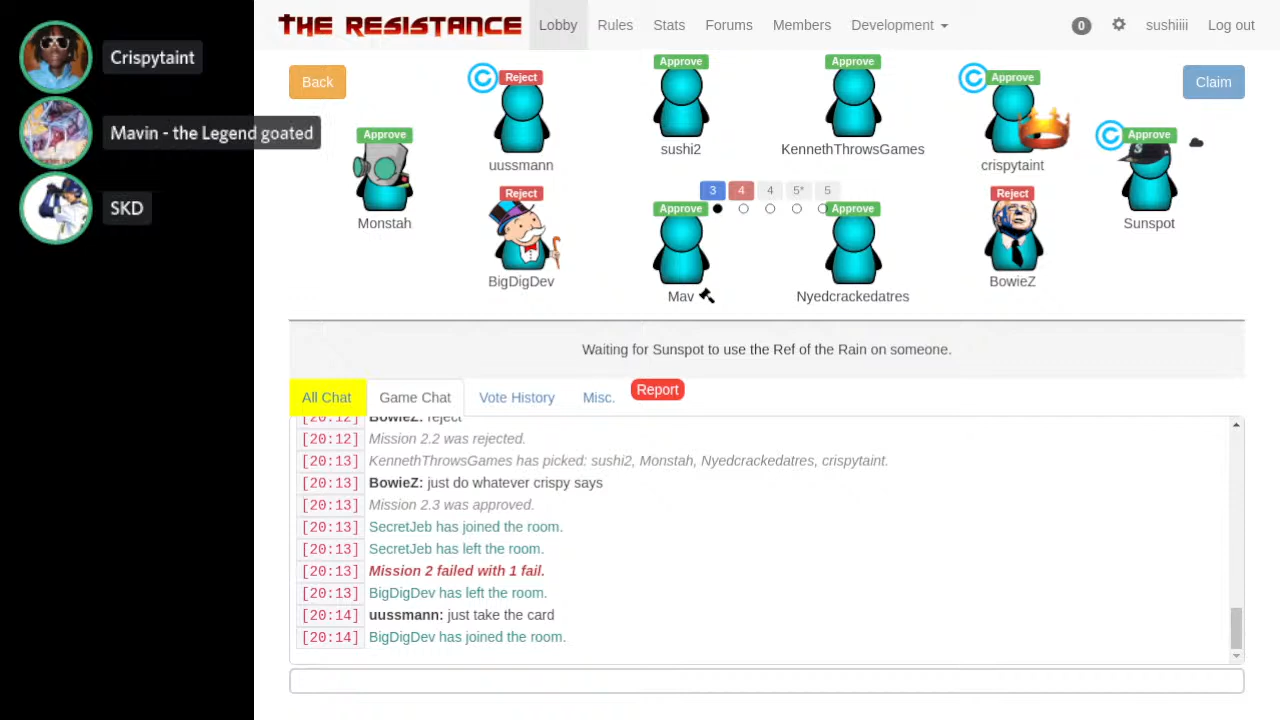 Crispytaint
Mavin - the Legend goated
SKD
THE RESISTANCE
Lobby
Rules
Stats
Forums
Members
Development
0
sushiiii
Log out
Back
Claim
C
Reject
uussmann
Approve
sushi2
Approve
KennethThrowsGames
C
Approve
crispytaint
C
Approve
S
Sunspot
Approve
Monstah
Reject
BigDigDev
3 4 4 5* 5
Approve
Mav
Approve
Nyedcrackedatres
Reject
BowieZ
Waiting for Sunspot to use the Ref of the Rain on someone.
All Chat
Game Chat
Vote History
Misc.
Report
[20:12] BowieZ: reject
[20:12] Mission 2.2 was rejected.
[20:13] KennethThrowsGames has picked: sushi2, Monstah, Nyedcrackedatres, crispytaint.
[20:13] BowieZ: just do whatever crispy says
[20:13] Mission 2.3 was approved.
[20:13] SecretJeb has joined the room.
[20:13] SecretJeb has left the room.
[20:13] Mission 2 failed with 1 fail.
[20:13] BigDigDev has left the room.
[20:14] uussmann: just take the card
[20:14] BigDigDev has joined the room.